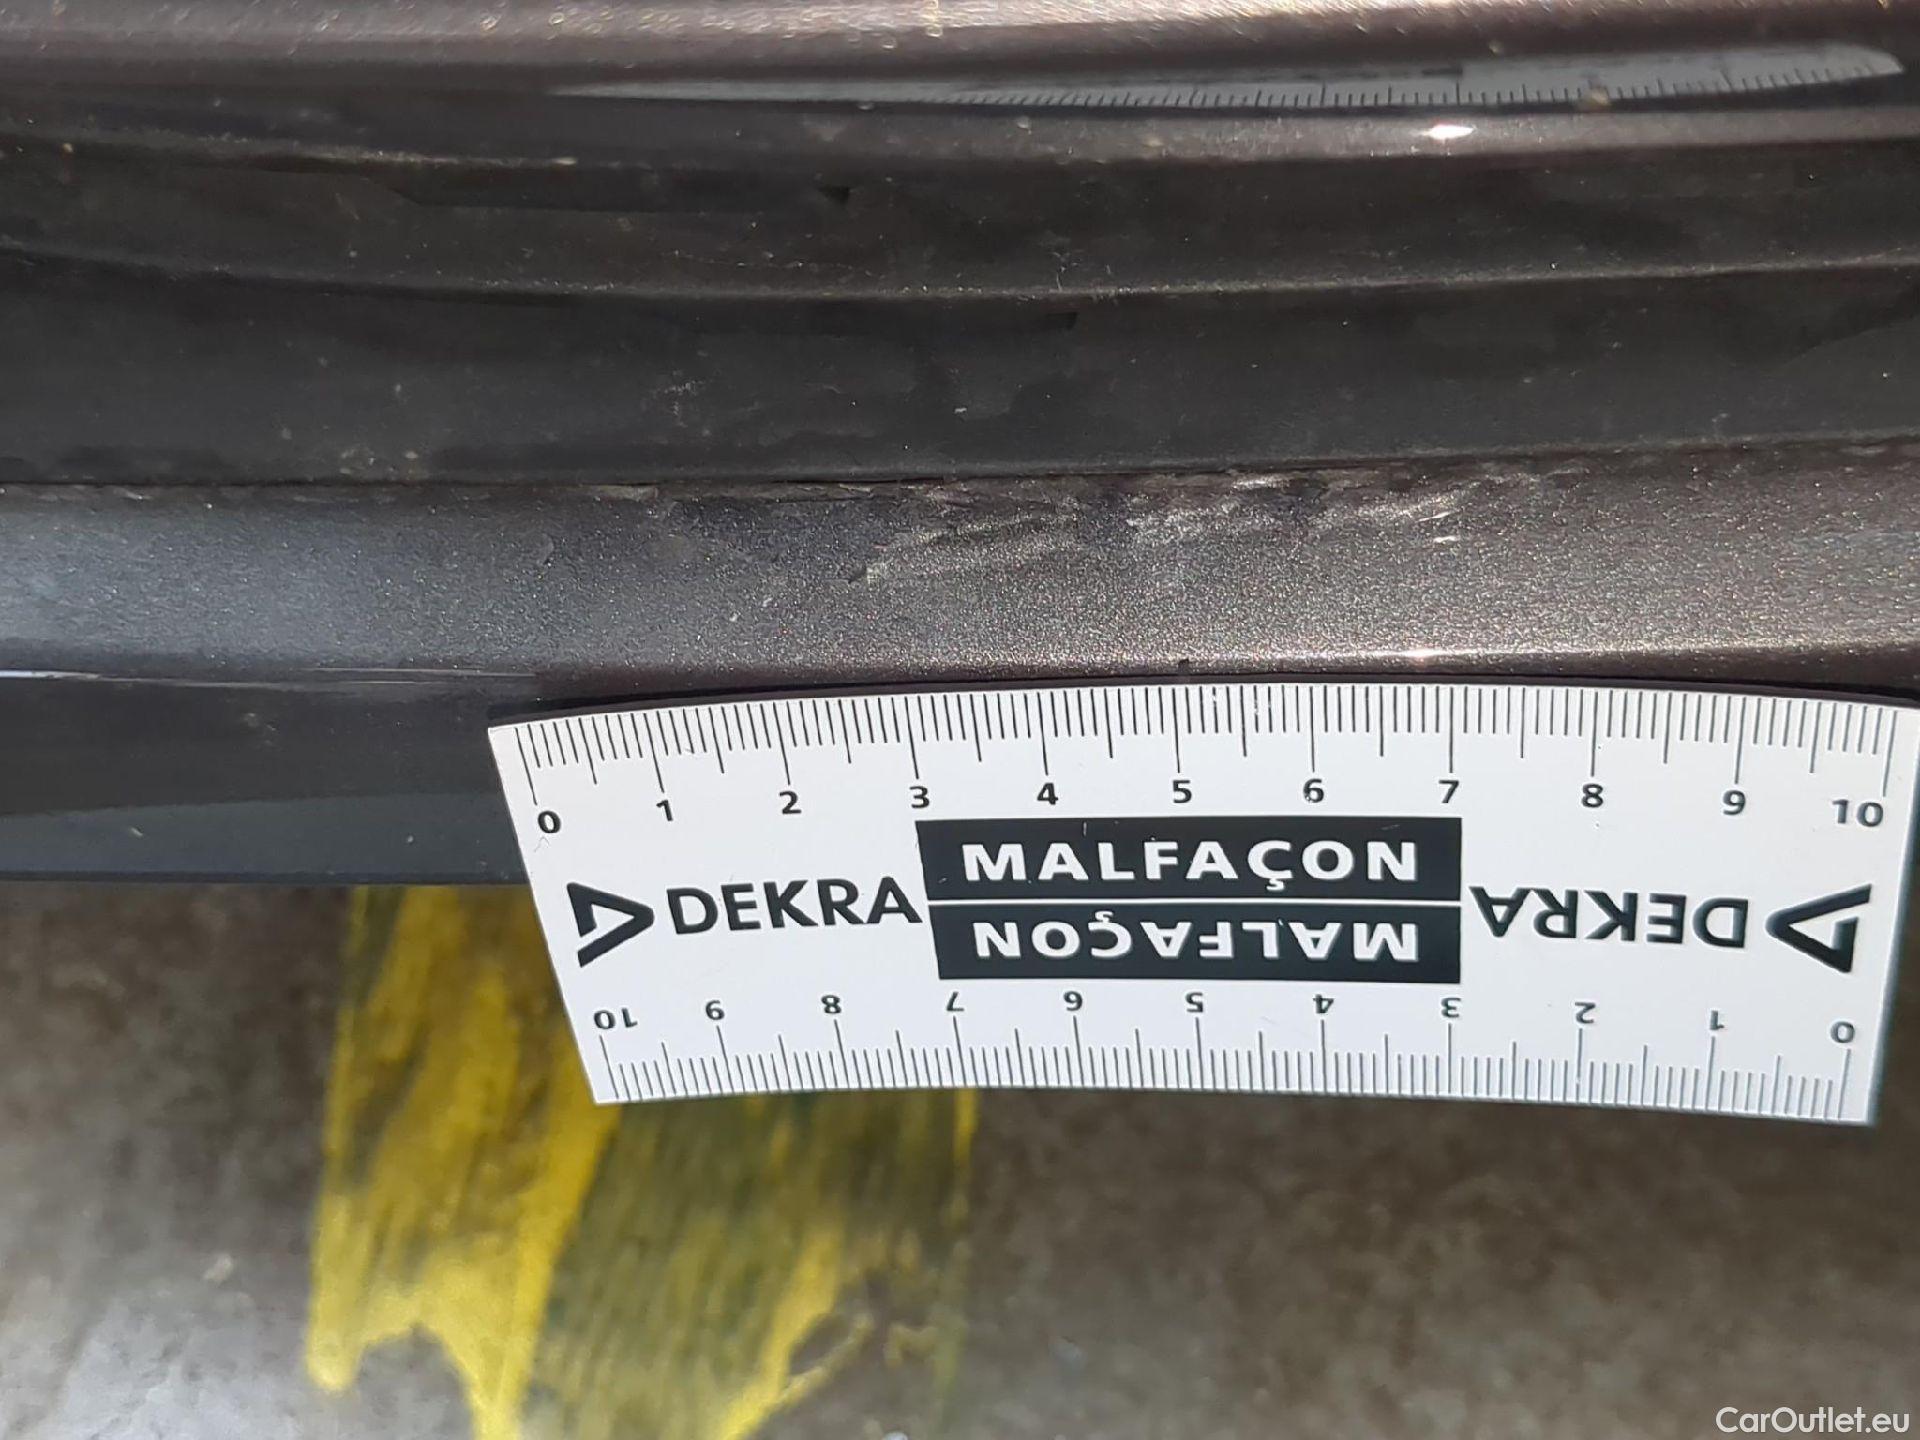 0 1 2 3 4 5 6 7 8 9 10
DEKRA MALFAÇON DEKRA
MALFAÇON
10 9 8 7 6 5 4 3 2 1 0
CarOutlet.eu